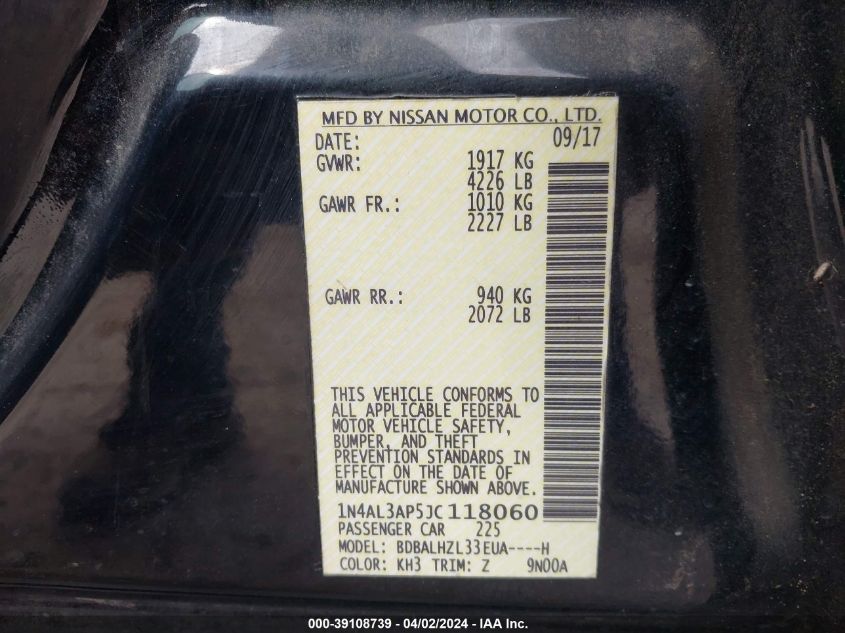 MFD BY NISSAN MOTOR CO., LTD.
DATE: 09/17
GVWR: 1917 KG
4226 LB
GAWR FR.: 1010 KG
2227 LB
GAWR RR.: 940 KG
2072 LB
THIS VEHICLE CONFORMS TO
ALL APPLICABLE FEDERAL
MOTOR VEHICLE SAFETY,
BUMPER, AND THEFT
PREVENTION STANDARDS IN
EFFECT ON THE DATE OF
MANUFACTURE SHOWN ABOVE.
1N4AL3AP5JC118060
PASSENGER CAR 225
MODEL: BDBALHZL33EUA----H
COLOR: KH3 TRIM: Z 9N00A
000-39108739 - 04/02/2024 - IAA Inc.